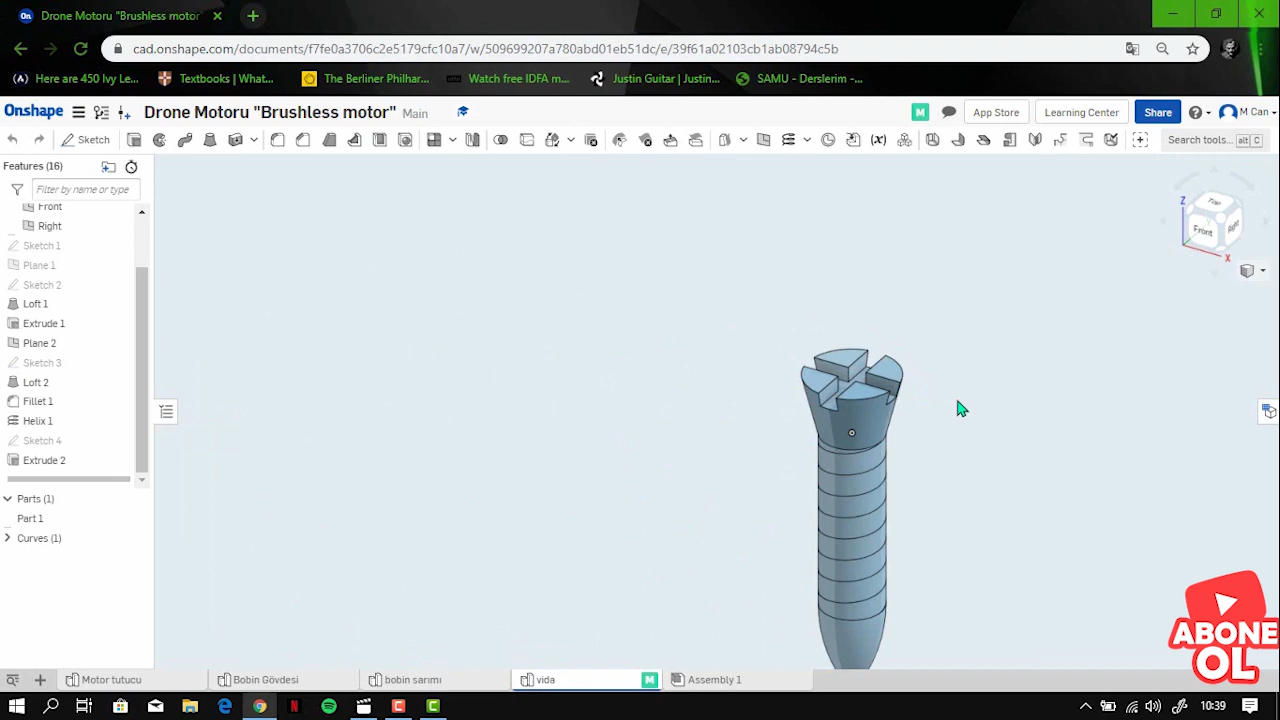 On Drone Motoru "Brushless motor"
cad.onshape.com/documents/f7fe0a3706c2e5179cfc10a7/w/509699207a780abd01eb51dc/e/39f61a02103cb1ab08794c5b
Here are 450 Ivy Le...
Textbooks | What...
The Berliner Philhar...
Watch free IDFA m...
Justin Guitar | Justin...
SAMU - Derslerim -...
Onshape
Drone Motoru "Brushless motor" Main
M
App Store
Learning Center
Share
M Can
Sketch
(x)
Search tools... alt C
Features (16)
Filter by name or type
Front
Right
Sketch 1
Plane 1
Sketch 2
Loft 1
Extrude 1
Plane 2
Sketch 3
Loft 2
Fillet 1
Helix 1
Sketch 4
Extrude 2
Parts (1)
Part 1
Curves (1)
Z
Top
Front
Right
Y
X
ABONE
OL
Motor tutucu
Bobin Gövdesi
bobin sarımı
vida
M
Assembly 1
10:39